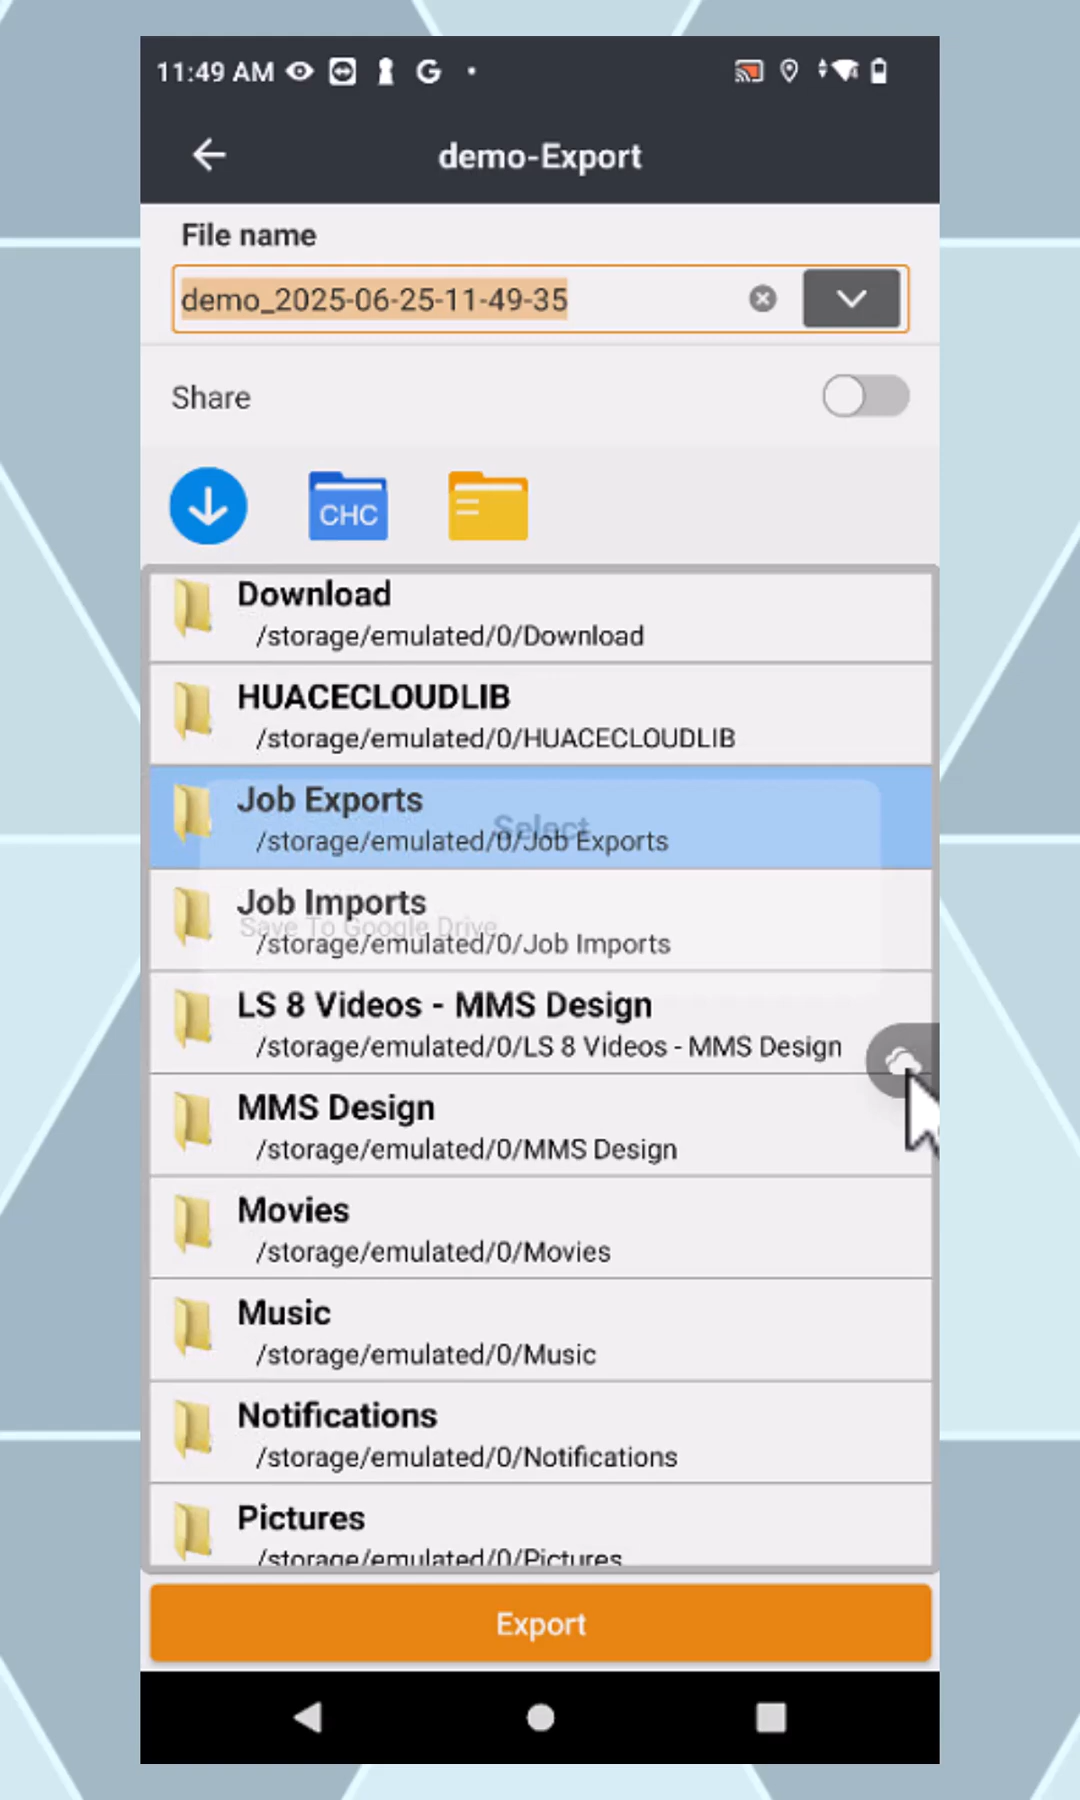 11:49 AM
demo-Export
File name
demo_2025-06-25-11-49-35
Share
CHC
Download
/storage/emulated/0/Download
HUACECLOUDLIB
/storage/emulated/0/HUACECLOUDLIB
Job Exports
Select
/storage/emulated/0/Job Exports
Job Imports
Save To Google Drive
/storage/emulated/0/Job Imports
LS 8 Videos - MMS Design
/storage/emulated/0/LS 8 Videos - MMS Design
MMS Design
/storage/emulated/0/MMS Design
Movies
/storage/emulated/0/Movies
Music
/storage/emulated/0/Music
Notifications
/storage/emulated/0/Notifications
Pictures
/storage/emulated/0/Pictures
Export